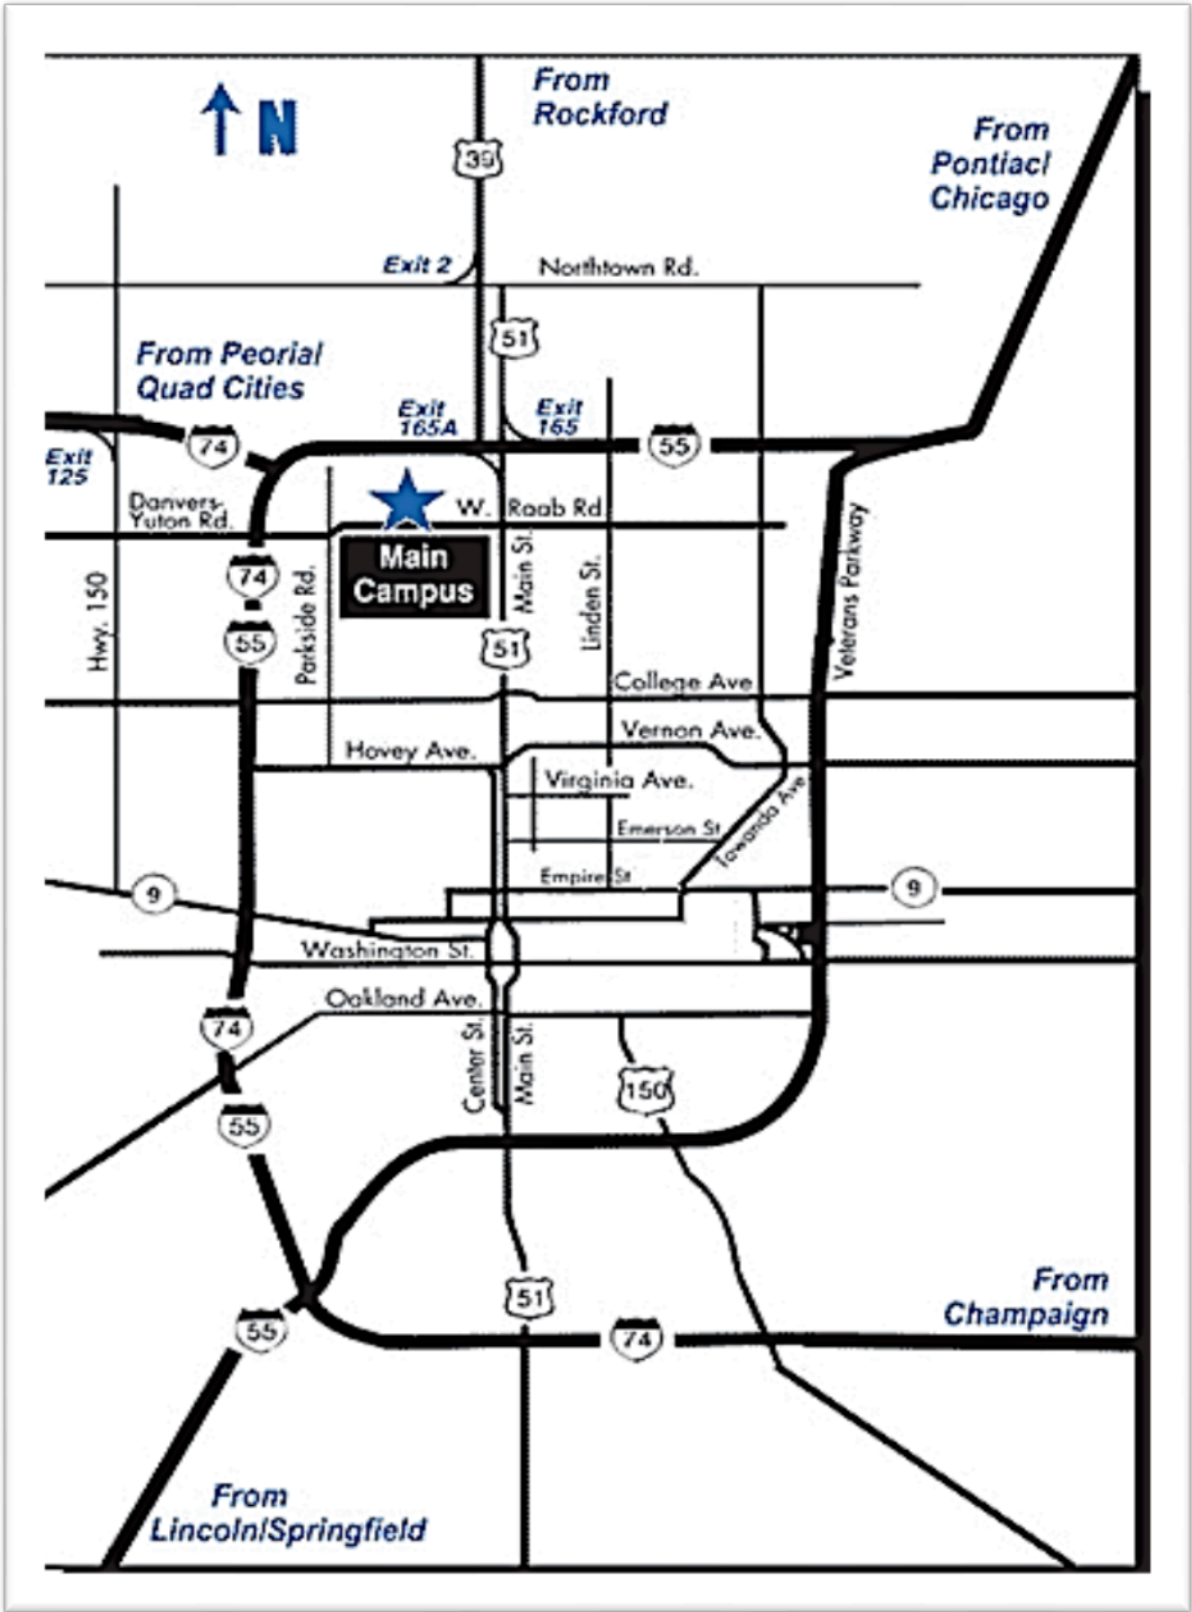 N
From
Rockford
From
Pontiac/
Chicago
39
Exit 2
Northtown Rd.
51
From Peoria/
Quad Cities
Exit
165A
Exit
165
74
55
Exit
125
Danvers-
Yuton Rd.
W. Raab Rd.
Main
Campus
74
55
Hwy. 150
Parkside Rd.
Main St.
Linden St.
Veterans Parkway
51
College Ave
Vernon Ave.
Hovey Ave.
Virginia Ave.
Towanda Ave
Emerson St
Empire St
9
9
Washington St.
Oakland Ave.
74
Center St.
Main St.
150
55
From
Champaign
51
55
74
From
Lincoln/Springfield